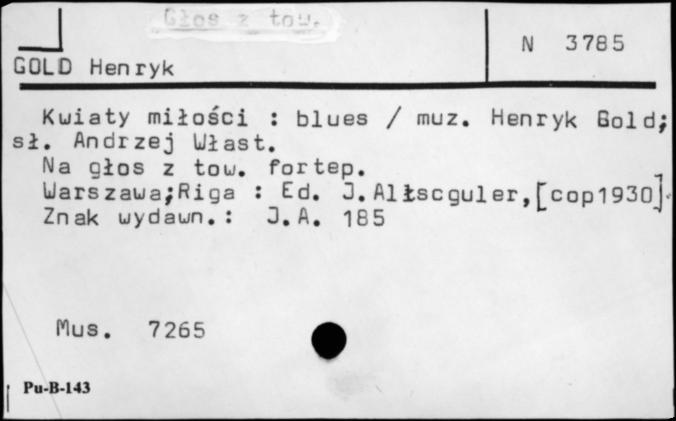 Głos z tow.
N 3785
GOLD Henryk
Kwiaty miłości : blues / muz. Henryk Gold;
sł. Andrzej Włast.
Na głos z tow. fortep.
Warszawa;Riga : Ed. J.Altscguler,[cop1930].
Znak wydawn.: J.A. 185
Mus. 7265
Pu-B-143